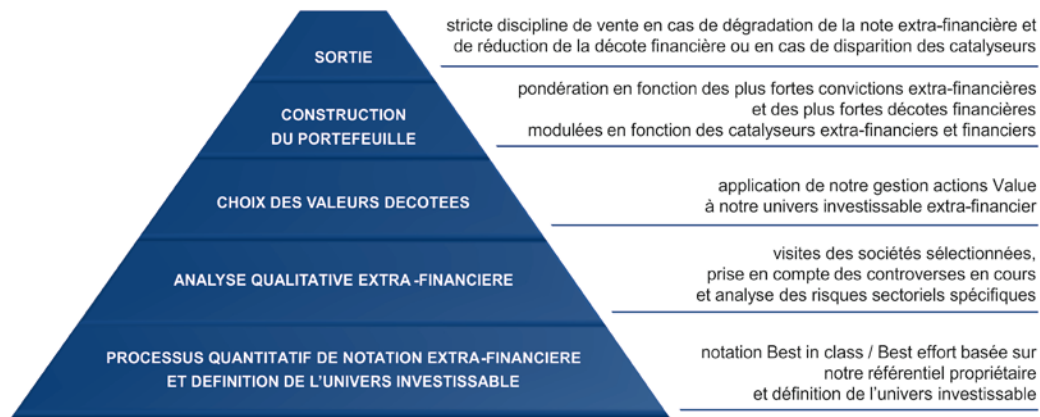 stricte discipline de vente en cas de dégradation de la note extra-financière et
de réduction de la décote financière ou en cas de disparition des catalyseurs
SORTIE
pondération en fonction des plus fortes convictions extra-financières
et des plus fortes décotes financières
modulées en fonction des catalyseurs extra-financiers et financiers
CONSTRUCTION
DU PORTEFEUILLE
application de notre gestion actions Value
à notre univers investissable extra-financier
CHOIX DES VALEURS DECOTEES
visites des sociétés sélectionnées,
prise en compte des controverses en cours
et analyse des risques sectoriels spécifiques
ANALYSE QUALITATIVE EXTRA-FINANCIERE
notation Best in class / Best effort basée sur
notre référentiel propriétaire
et définition de l'univers investissable
PROCESSUS QUANTITATIF DE NOTATION EXTRA-FINANCIERE
ET DEFINITION DE L'UNIVERS INVESTISSABLE